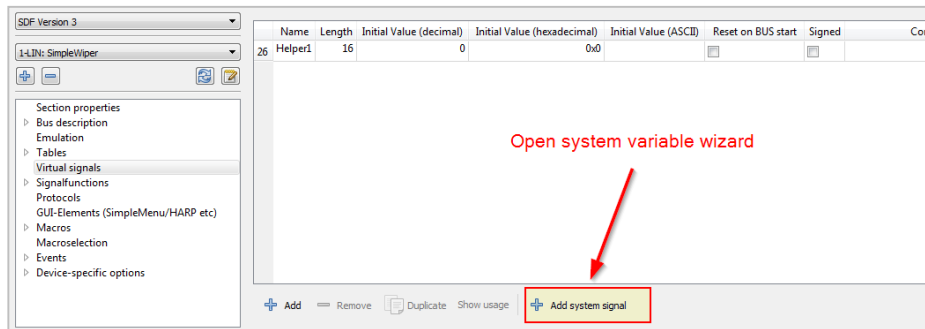 SDF Version 3
1-LIN: SimpleWiper
Section properties
Bus description
Emulation
Tables
Virtual signals
Signalfunctions
Protocols
GUI-Elements (SimpleMenu/HARP etc)
Macros
Macroselection
Events
Device-specific options
Name Length Initial Value (decimal) Initial Value (hexadecimal) Initial Value (ASCII) Reset on BUS start Signed Co
26 Helper1 16 0 0x0
Open system variable wizard
Add Remove Duplicate Show usage Add system signal